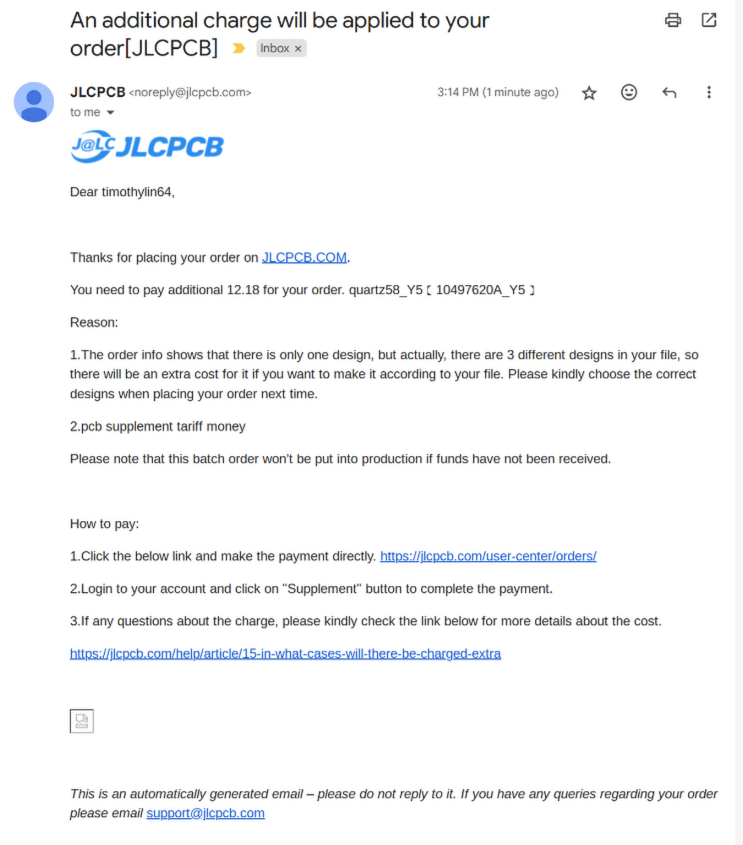 An additional charge will be applied to your
order[JLCPCB] Inbox ×
JLCPCB <noreply@jlcpcb.com> 3:14 PM (1 minute ago)
to me
J@LC JLCPCB
Dear timothylin64,
Thanks for placing your order on JLCPCB.COM.
You need to pay additional 12.18 for your order. quartz58_Y5〖10497620A_Y5〗
Reason:
1.The order info shows that there is only one design, but actually, there are 3 different designs in your file, so
there will be an extra cost for it if you want to make it according to your file. Please kindly choose the correct
designs when placing your order next time.
2.pcb supplement tariff money
Please note that this batch order won't be put into production if funds have not been received.
How to pay:
1.Click the below link and make the payment directly. https://jlcpcb.com/user-center/orders/
2.Login to your account and click on "Supplement" button to complete the payment.
3.If any questions about the charge, please kindly check the link below for more details about the cost.
https://jlcpcb.com/help/article/15-in-what-cases-will-there-be-charged-extra
This is an automatically generated email – please do not reply to it. If you have any queries regarding your order
please email support@jlcpcb.com